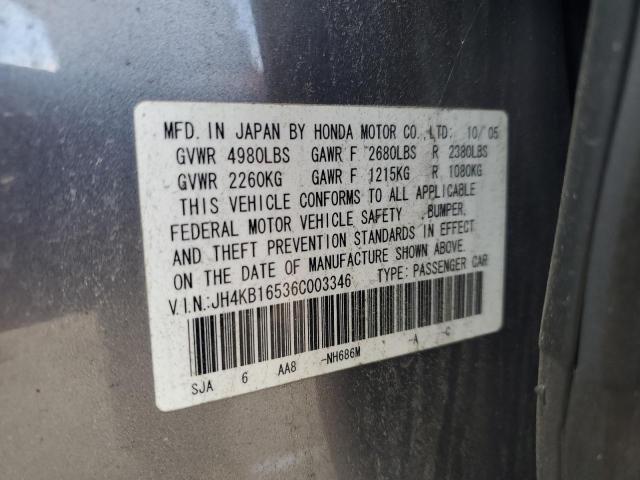 MFD. IN JAPAN BY HONDA MOTOR CO., LTD: 10/05
GVWR 4980LBS GAWR F 2680LBS R 2380LBS
GVWR 2260KG GAWR F 1215KG R 1080KG
THIS VEHICLE CONFORMS TO ALL APPLICABLE
FEDERAL MOTOR VEHICLE SAFETY ,BUMPER,
AND THEFT PREVENTION STANDARDS IN EFFECT
ON THE DATE OF MANUFACTURE SHOWN ABOVE.
V.I.N.:JH4KB16536C003346 TYPE: PASSENGER CAR
SJA 6 AA8 -NH686M -A -C